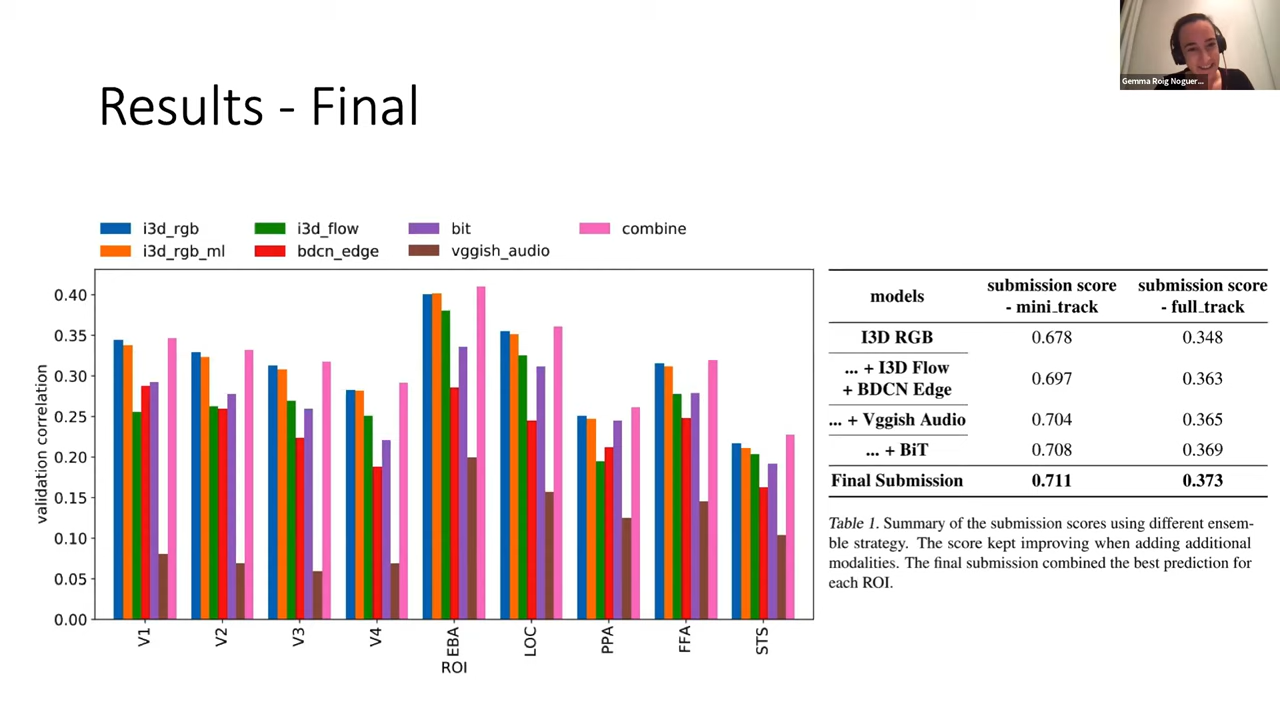 Gemma Roig Noguer...
Results - Final
i3d_rgb
i3d_flow
bit
combine
i3d_rgb_ml
bdcn_edge
vggish_audio
validation correlation
0.40
0.35
0.30
0.25
0.20
0.15
0.10
0.05
0.00
V1
V2
V3
V4
EBA
LOC
PPA
FFA
STS
ROI
models
submission score
- mini_track
submission score
- full_track
I3D RGB 0.678 0.348
... + I3D Flow
+ BDCN Edge 0.697 0.363
... + Vggish Audio 0.704 0.365
... + BiT 0.708 0.369
Final Submission 0.711 0.373
Table 1. Summary of the submission scores using different ensem-
ble strategy. The score kept improving when adding additional
modalities. The final submission combined the best prediction for
each ROI.